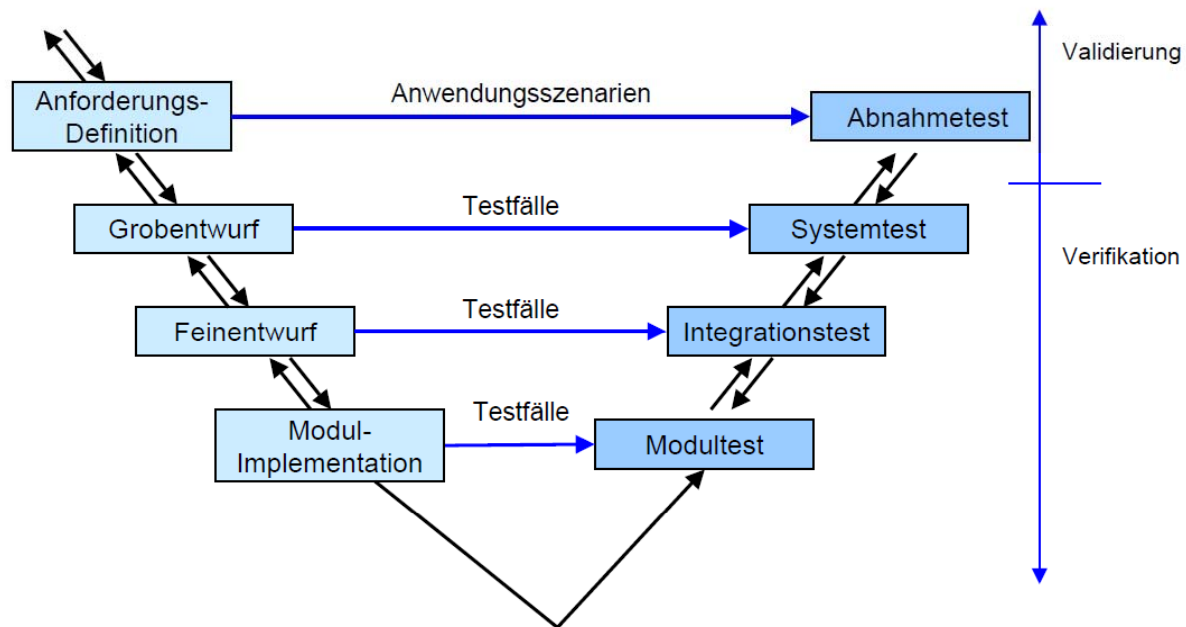 Validierung
Anforderungs-
Definition
Anwendungsszenarien
Abnahmetest
Grobentwurf
Testfälle
Systemtest
Verifikation
Feinentwurf
Testfälle
Integrationstest
Modul-
Implementation
Testfälle
Modultest